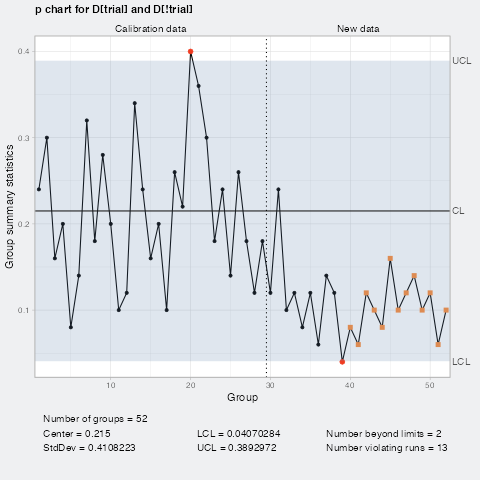 p chart for D[trial] and D[!trial]
Calibration data
New data
0.4
0.3
0.2
0.1
UCL
CL
LCL
Group summary statistics
10
20
30
40
50
Group
Number of groups = 52
Center = 0.215
LCL = 0.04070284
Number beyond limits = 2
StdDev = 0.4108223
UCL = 0.3892972
Number violating runs = 13